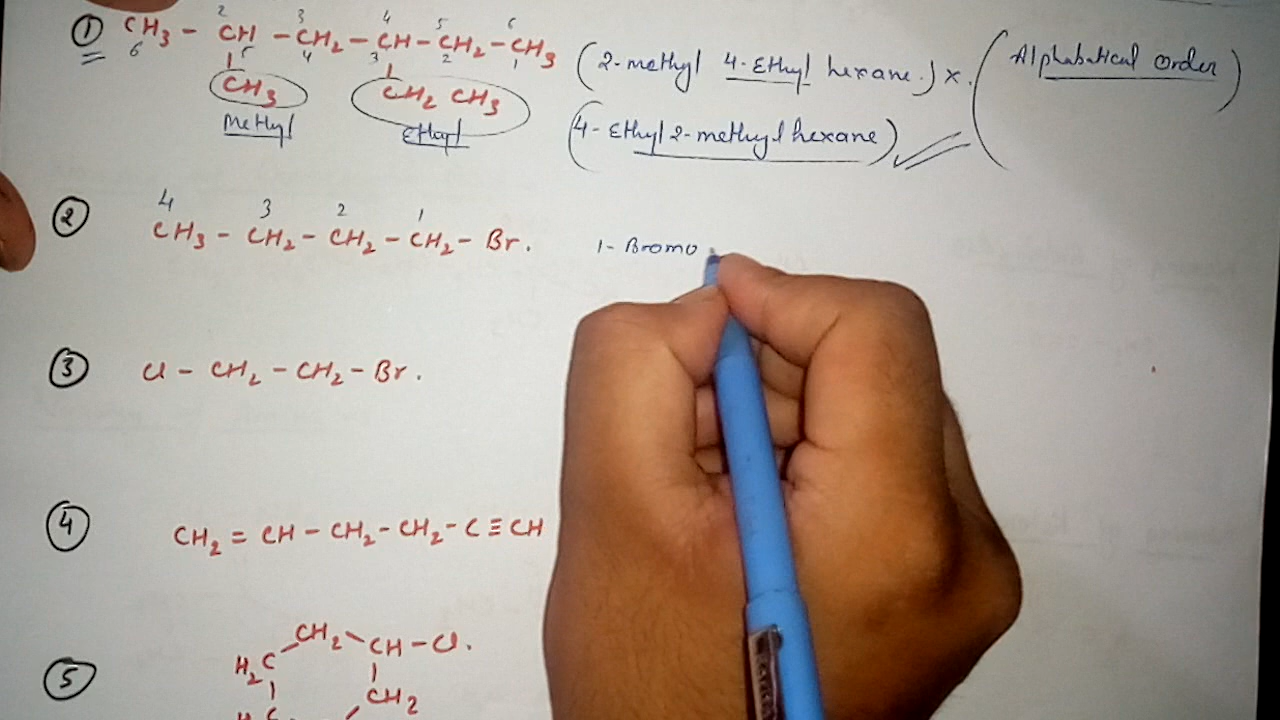 2 3 4 5 6
① CH₃ - CH - CH₂ - CH - CH₂ - CH₃ (2-methyl 4-Ethyl hexane.) x. (Alphabatical order)
6 5 4 3 2 1
CH₃ CH₂ CH₃
Methyl Ethyl (4-Ethyl 2-methyl hexane)
4 3 2 1
② CH₃ - CH₂ - CH₂ - CH₂ - Br. 1- Bromo
③ Cl - CH₂ - CH₂ - Br.
④ CH₂ = CH - CH₂ - CH₂ - C ≡ CH
CH₂ CH - Cl.
⑤ H₂C
CH₂